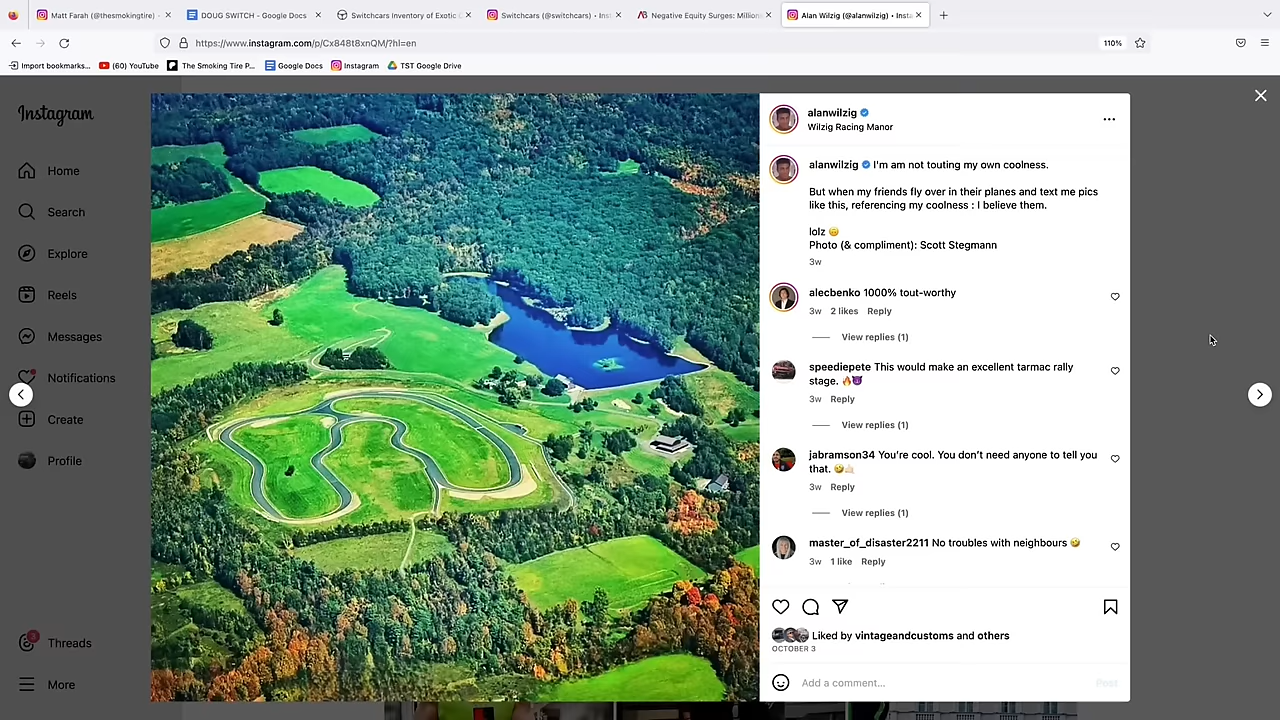 Matt Farah (@thesmokingtire) •
DOUG SWITCH - Google Docs
Switchcars Inventory of Exotic C
Switchcars (@switchcars) • Inst
Negative Equity Surges: Million
Alan Wilzig (@alanwilzig) • Insta
https://www.instagram.com/p/Cx848t8xnQM/?hl=en
110%
Import bookmarks...
(60) YouTube
The Smoking Tire P...
Google Docs
Instagram
TST Google Drive
Instagram
Home
Search
Explore
Reels
Messages
Notifications
Create
Profile
Threads
3
More
alanwilzig
Wilzig Racing Manor
alanwilzig I'm am not touting my own coolness.
But when my friends fly over in their planes and text me pics
like this, referencing my coolness : I believe them.
lolz 🙃
Photo (& compliment): Scott Stegmann
3w
alecbenko 1000% tout-worthy
3w 2 likes Reply
View replies (1)
speediepete This would make an excellent tarmac rally
stage. 🔥😈
3w Reply
View replies (1)
jabramson34 You're cool. You don't need anyone to tell you
that. 🤣🤙🏻
3w Reply
View replies (1)
master_of_disaster2211 No troubles with neighbours 🤣
3w 1 like Reply
Liked by vintageandcustoms and others
OCTOBER 3
Add a comment...
Post